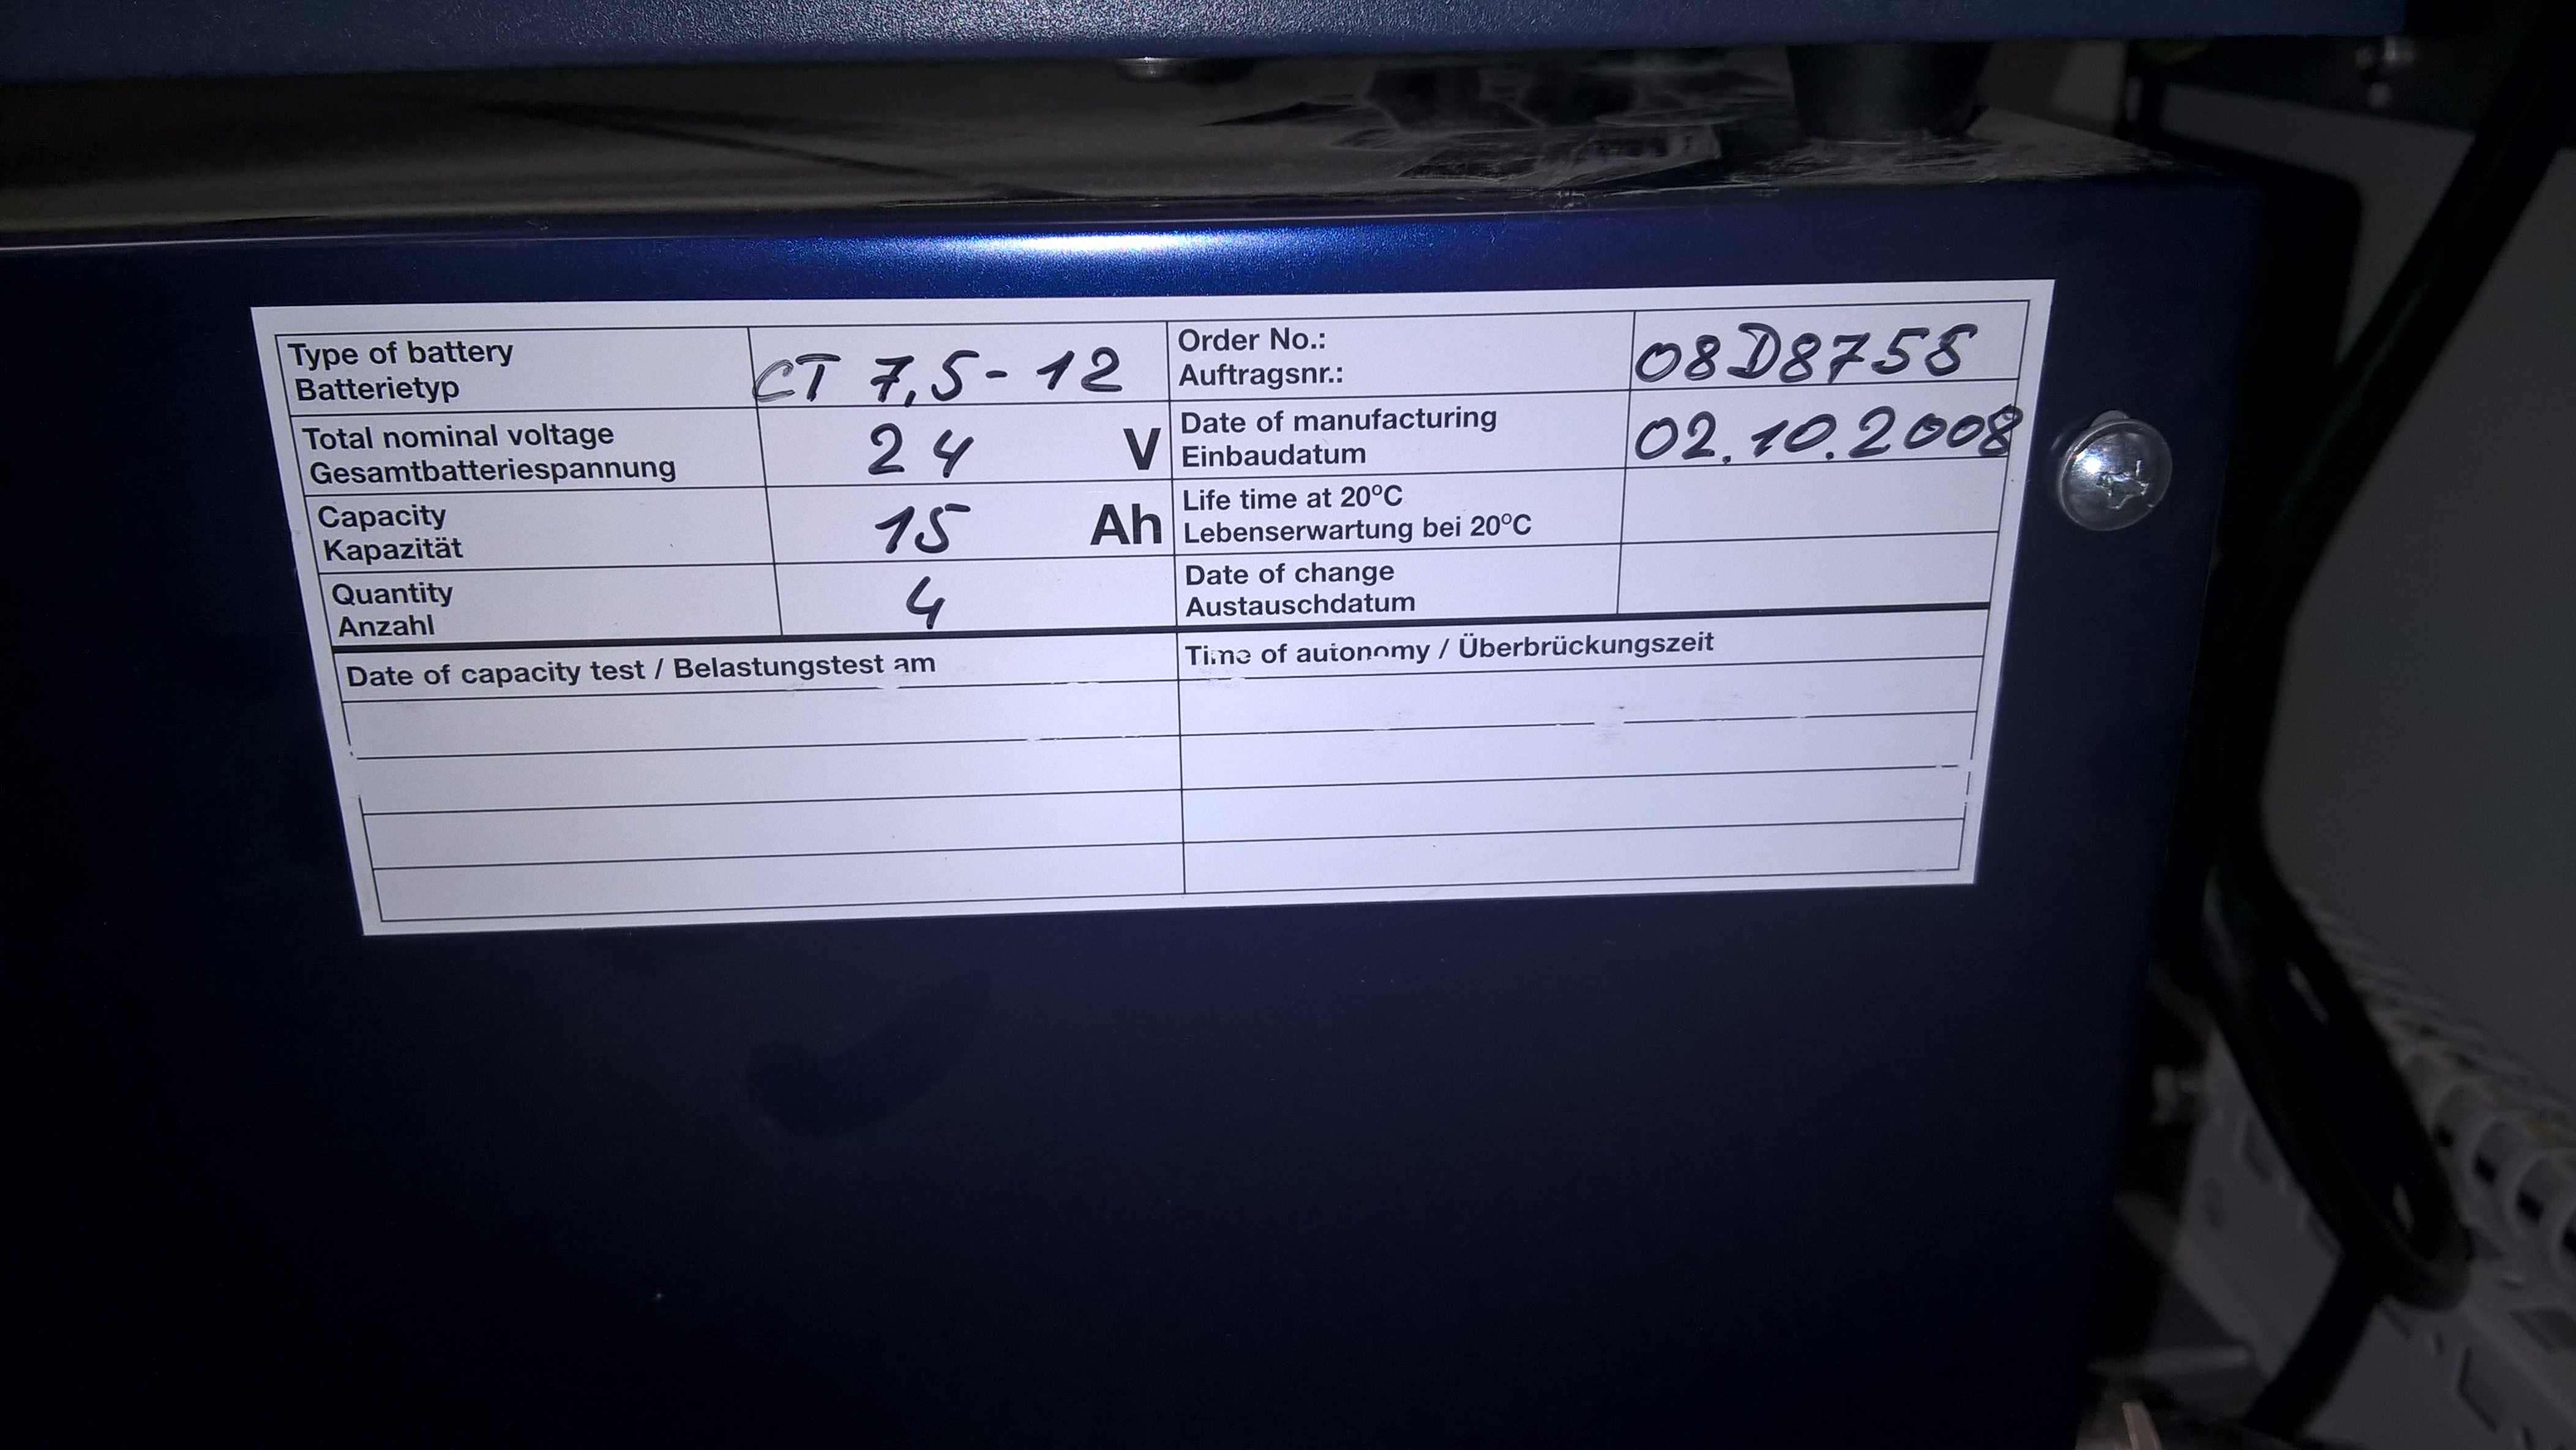 Type of battery
Batterietyp
CT 7,5-12
Order No.:
Auftragsnr.:
08D8758
Total nominal voltage
Gesamtbatteriespannung
24 V
Date of manufacturing
Einbaudatum
02.10.2008
Capacity
Kapazität
15 Ah
Life time at 20°C
Lebenserwartung bei 20°C
Quantity
Anzahl
4
Date of change
Austauschdatum
Date of capacity test / Belastungstest am
Time of autonomy / Überbrückungszeit